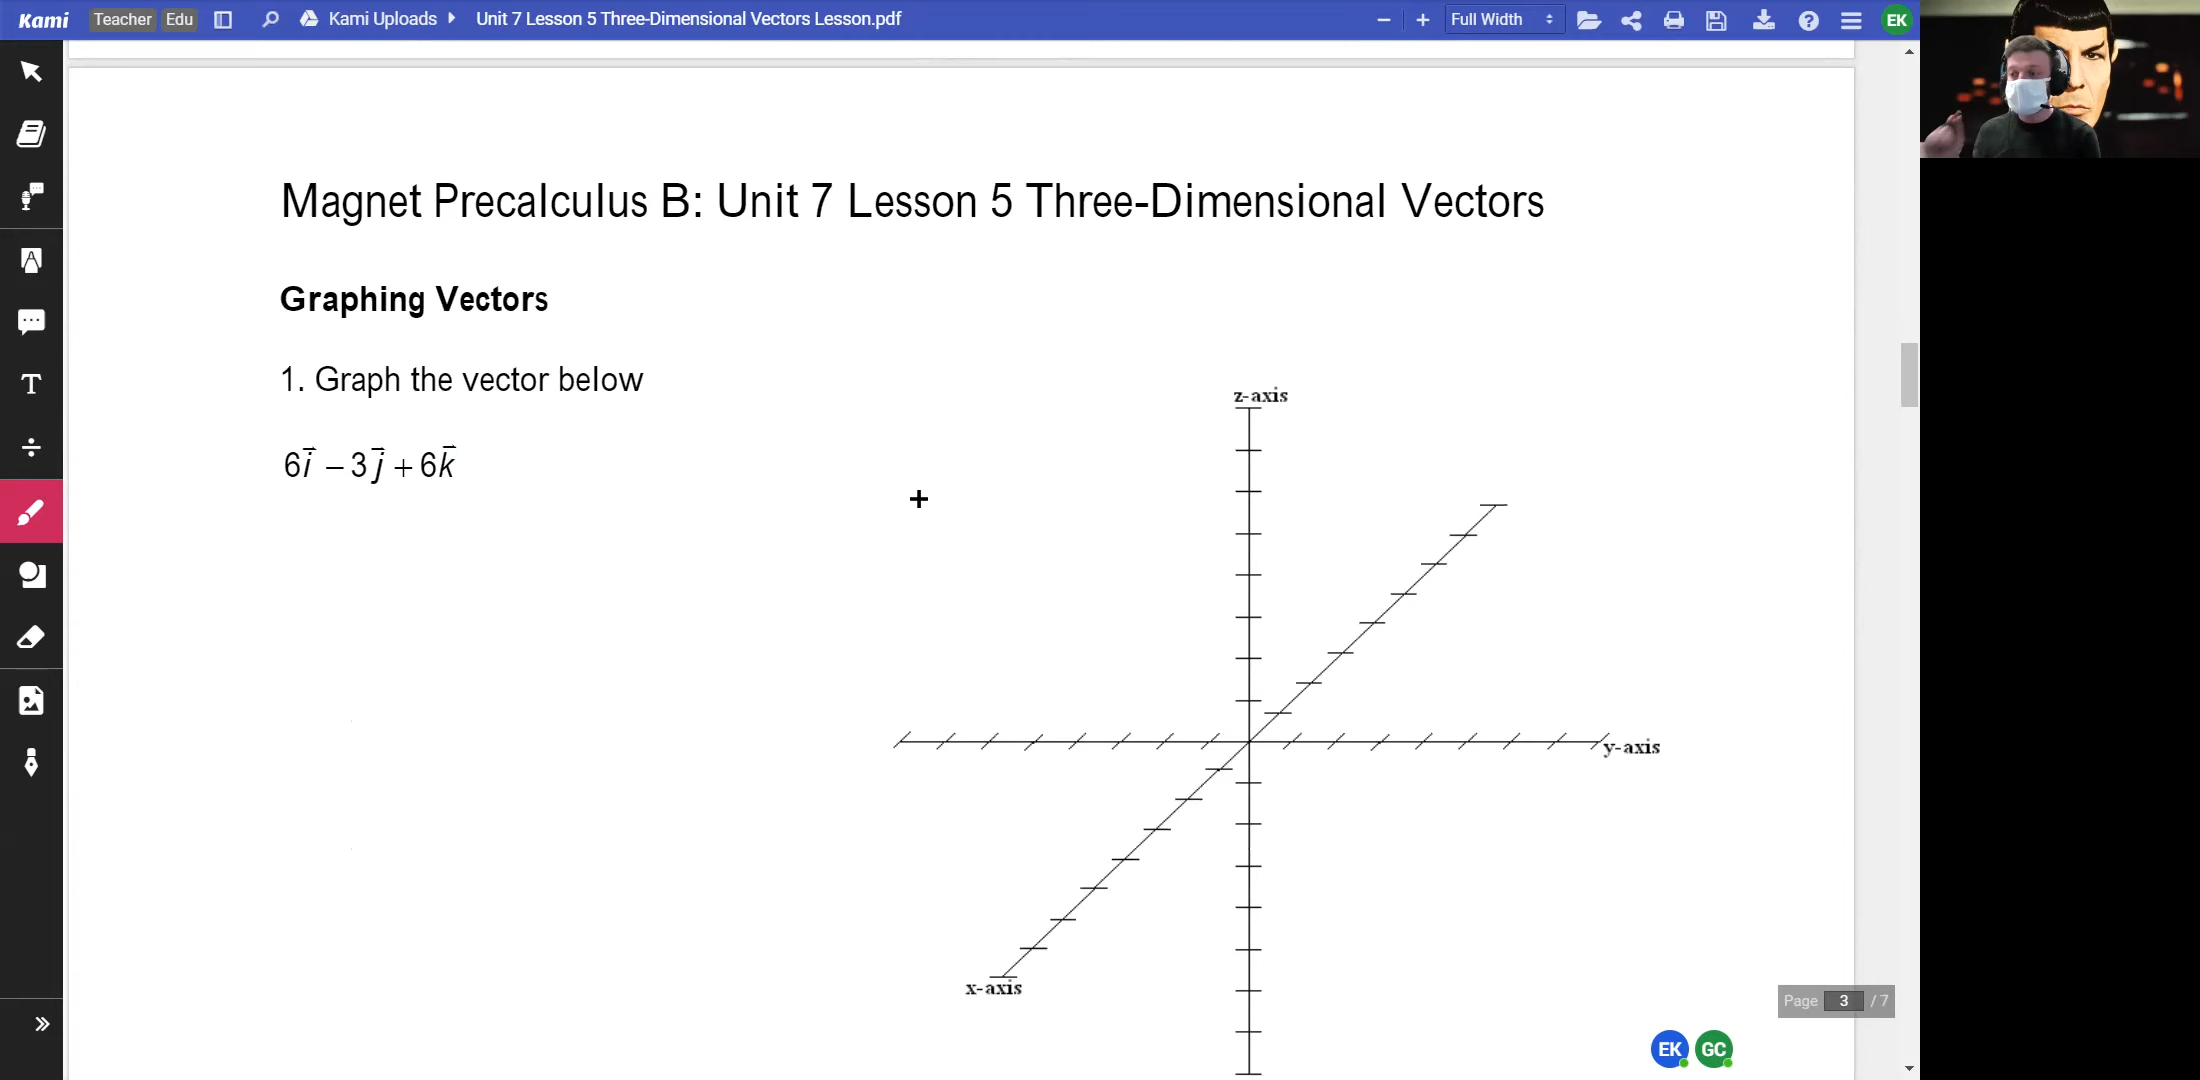 Kami Teacher Edu Kami Uploads Unit 7 Lesson 5 Three-Dimensional Vectors Lesson.pdf Full Width EK
Magnet Precalculus B: Unit 7 Lesson 5 Three-Dimensional Vectors
Graphing Vectors
1. Graph the vector below
6i⃗ – 3j⃗ + 6k⃗
z-axis
y-axis
x-axis
Page 3 / 7
EK GC